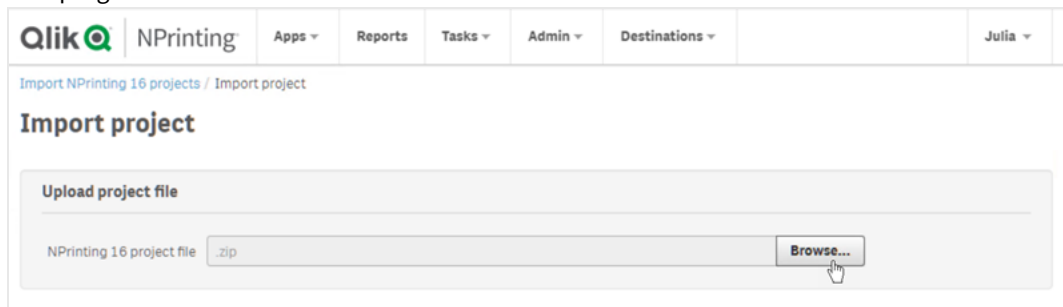 Qlik NPrinting Apps Reports Tasks Admin Destinations Julia
Import NPrinting 16 projects / Import project
Import project
Upload project file
NPrinting 16 project file .zip Browse...